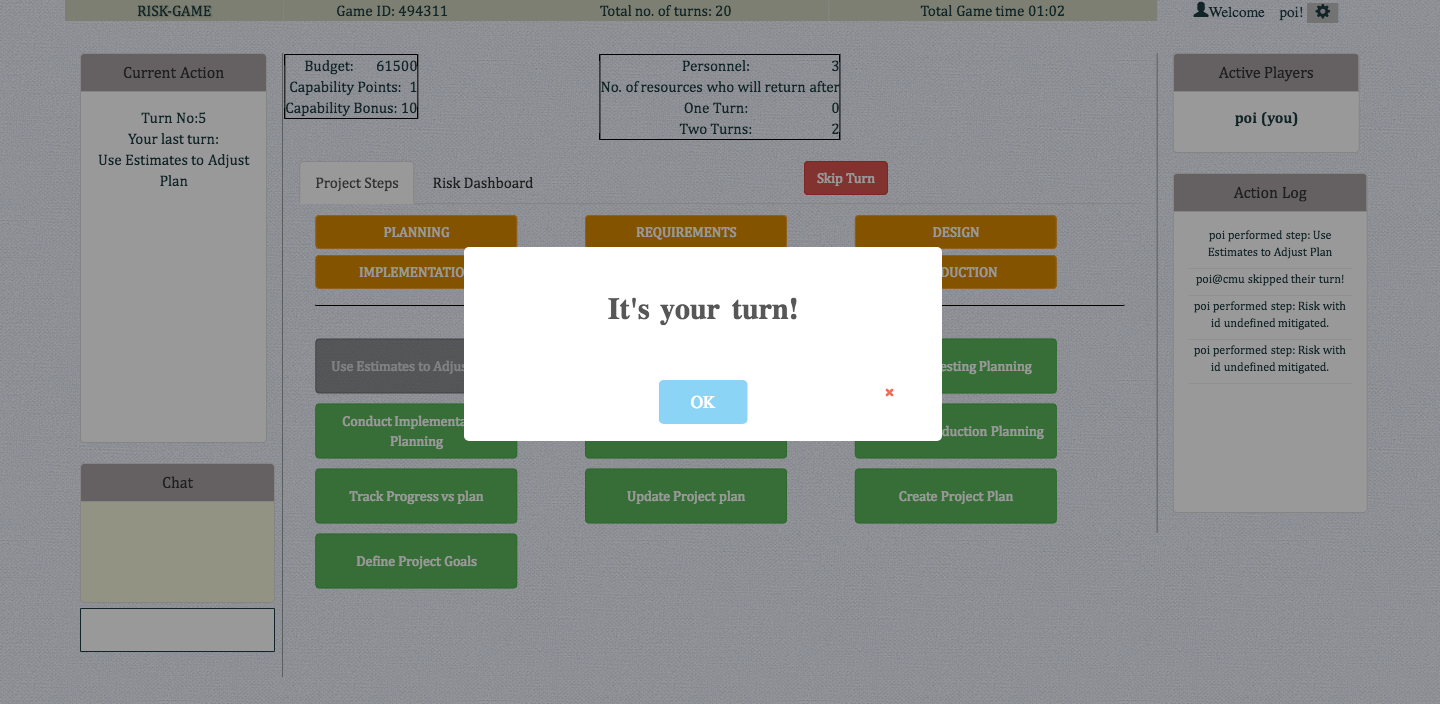 RISK-GAME
Game ID: 494311
Total no. of turns: 20
Total Game time 01:02
Welcome poi!
Current Action
Turn No:5
Your last turn:
Use Estimates to Adjust
Plan
Budget: 61500
Capability Points: 1
Capability Bonus: 10
Personnel: 3
No. of resources who will return after
One Turn: 0
Two Turns: 2
Active Players
poi (you)
Project Steps
Risk Dashboard
Skip Turn
Action Log
poi performed step: Use
Estimates to Adjust Plan
poi@cmu skipped their turn!
poi performed step: Risk with
id undefined mitigated.
poi performed step: Risk with
id undefined mitigated.
PLANNING
REQUIREMENTS
DESIGN
IMPLEMENTATIO
DUCTION
It's your turn!
OK
Use Estimates to Adjus
esting Planning
Conduct Implementa
Planning
duction Planning
Track Progress vs plan
Update Project plan
Create Project Plan
Define Project Goals
Chat